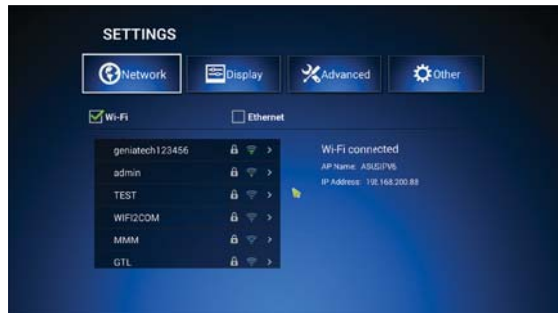 SETTINGS
Network Display Advanced Other
Wi-Fi Ethernet
geniatech123456
admin
TEST
WIFI2COM
MMM
GTL
Wi-Fi connected
AP Name: ASUSIPV6
IP Address: 192.168.200.88